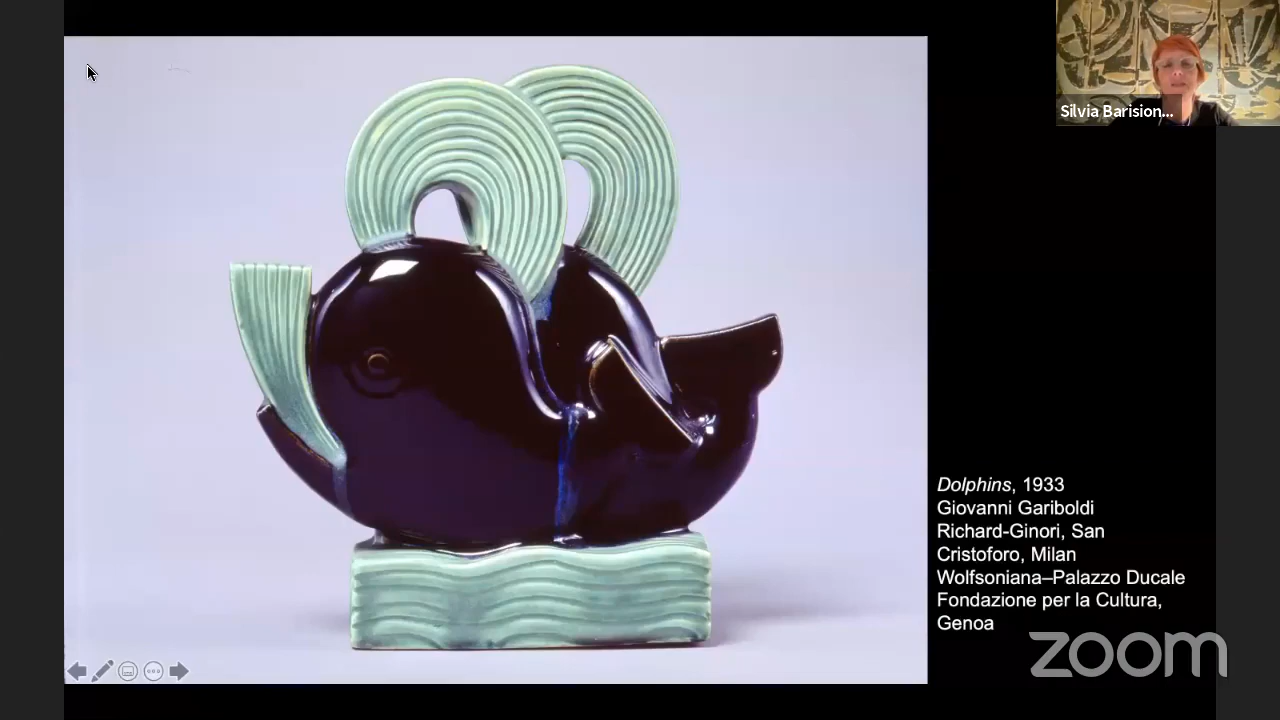 Silvia Barision...
Dolphins, 1933
Giovanni Gariboldi
Richard-Ginori, San
Cristoforo, Milan
Wolfsoniana–Palazzo Ducale
Fondazione per la Cultura,
Genoa
zoom